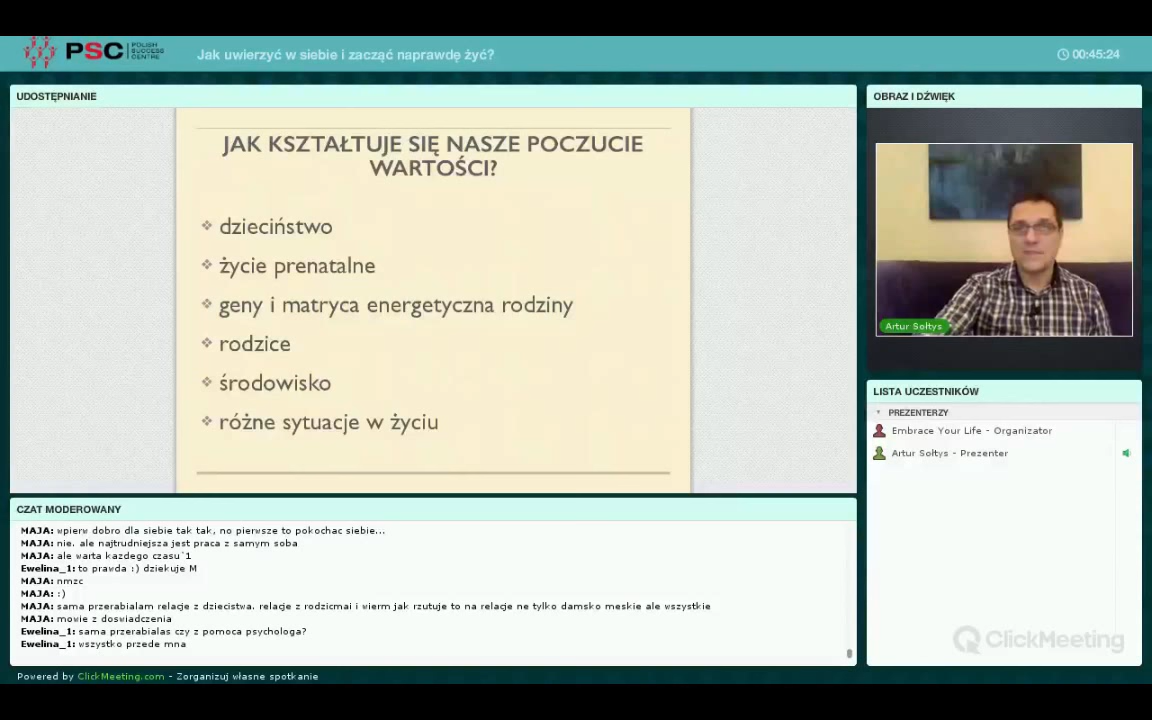 PSC POLISH SUCCESS CENTRE
Jak uwierzyć w siebie i zacząć naprawdę żyć?
00:45:24
UDOSTĘPNIANIE
JAK KSZTAŁTUJE SIĘ NASZE POCZUCIE
WARTOŚCI?
dzieciństwo
życie prenatalne
geny i matryca energetyczna rodziny
rodzice
środowisko
różne sytuacje w życiu
CZAT MODEROWANY
MAJA: wpierw dobro dla siebie tak tak, no pierwsze to pokochac siebie...
MAJA: nie. ale najtrudniejsza jest praca z samym soba
MAJA: ale warta kazdego czasu`1
Ewelina_1: to prawda :) dziekuje M
MAJA: nmzc
MAJA: :)
MAJA: sama przerabialam relacje z dziecistwa. relacje z rodzicmai i wierm jak rzutuje to na relacje ne tylko damsko meskie ale wszystkie
MAJA: mowie z doswiadczenia
Ewelina_1: sama przerabialas czy z pomoca psychologa?
Ewelina_1: wszystko przede mna
OBRAZ I DŹWIĘK
Artur Sołtys
LISTA UCZESTNIKÓW
PREZENTERZY
Embrace Your Life - Organizator
Artur Sołtys - Prezenter
ClickMeeting
Powered by ClickMeeting.com - Zorganizuj własne spotkanie